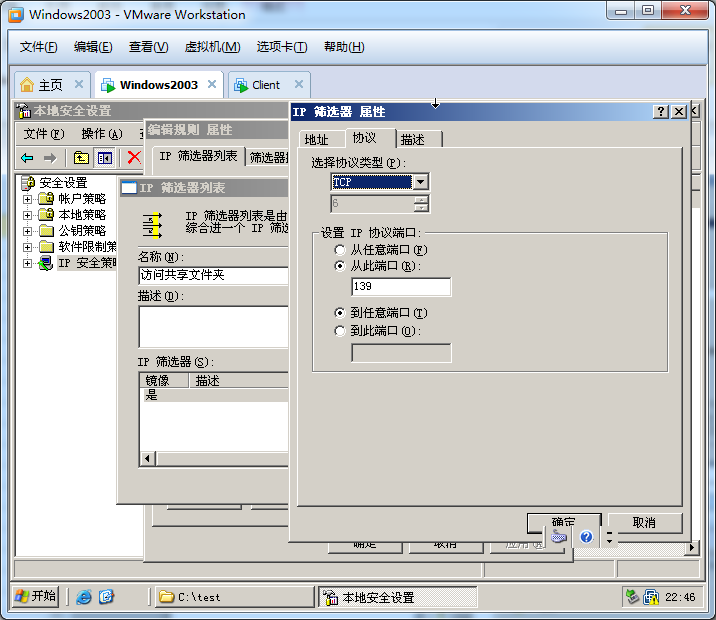 Windows2003 - VMware Workstation
文件(F) 编辑(E) 查看(V) 虚拟机(M) 选项卡(T) 帮助(H)
主页 Windows2003 Client
本地安全设置
文件(F) 操作(A)
安全设置
帐户策略
本地策略
公钥策略
软件限制策
IP 安全策略
编辑规则 属性
IP 筛选器列表 筛选器
IP 筛选器列表
IP 筛选器列表是由
综合进一个 IP 筛选
名称(N):
访问共享文件夹
描述(D):
IP 筛选器(S):
镜像 描述
是
IP 筛选器 属性
地址 协议 描述
选择协议类型(P):
TCP
6
设置 IP 协议端口:
从任意端口(F)
从此端口(R):
139
到任意端口(T)
到此端口(O):
确定 取消
确定 取消 应用(A)
开始 C:\test 本地安全设置 22:46